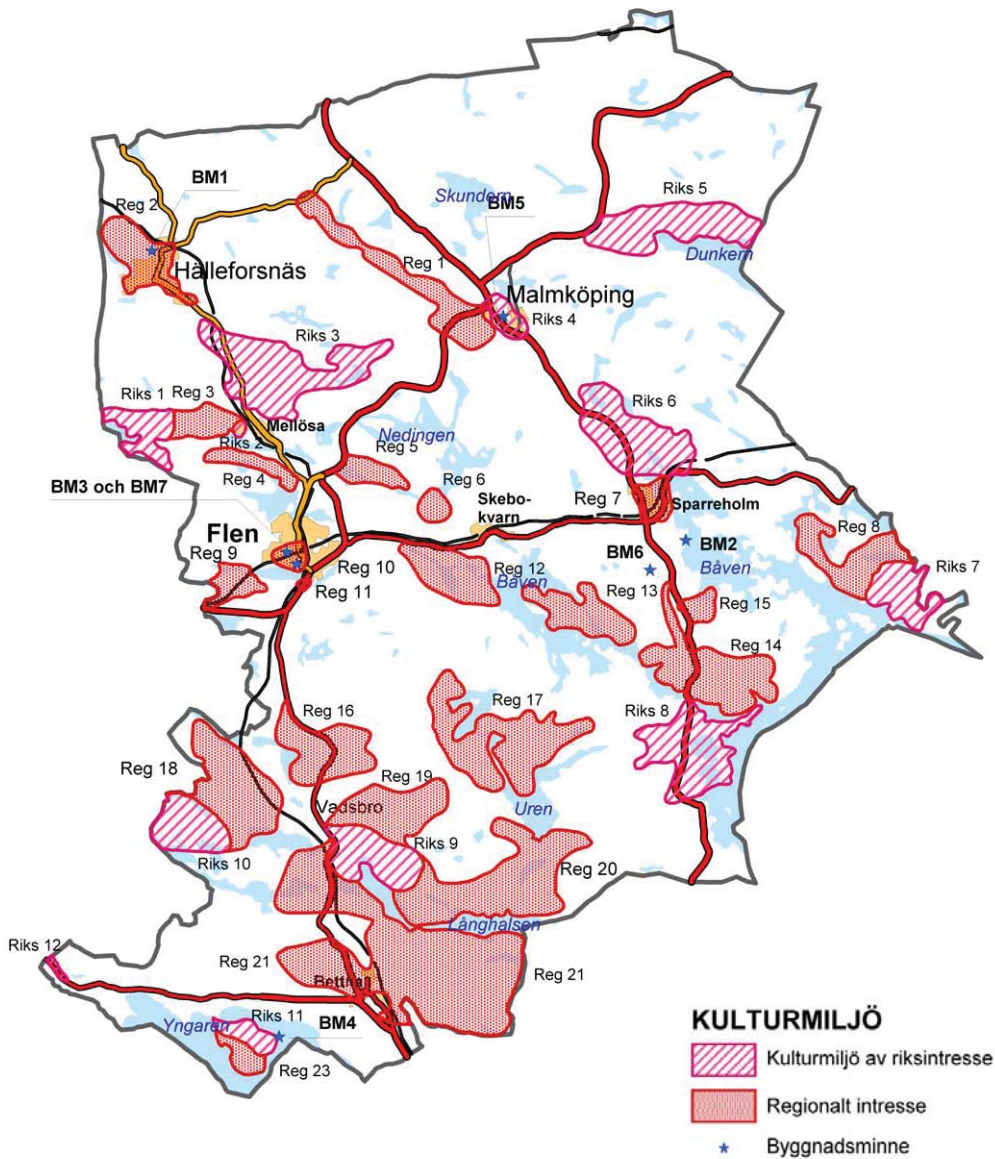 BM1
Reg 2
Skundern
BM5
Riks 5
Dunkern
Hälleforsnäs
Reg 1
Malmköping
Riks 4
Riks 3
Riks 1
Reg 3
Riks 6
Mellösa
Riks 2
Nedingen
Reg 5
Reg 4
BM3 och BM7
Reg 6
Skebo-
kvarn
Reg 7
Sparreholm
Flen
Reg 8
Reg 9
Reg 10
Reg 12
BM6
BM2
Båven
Riks 7
Båven
Reg 13
Reg 11
Reg 15
Reg 14
Reg 17
Riks 8
Reg 16
Reg 18
Reg 19
Vadsbro
Uren
Riks 9
Riks 10
Reg 20
Långhalsen
Riks 12
Reg 21
Reg 21
Yngaren
Riks 11
BM4
Reg 23
KULTURMILJÖ
Kulturmiljö av riksintresse
Regionalt intresse
Byggnadsminne